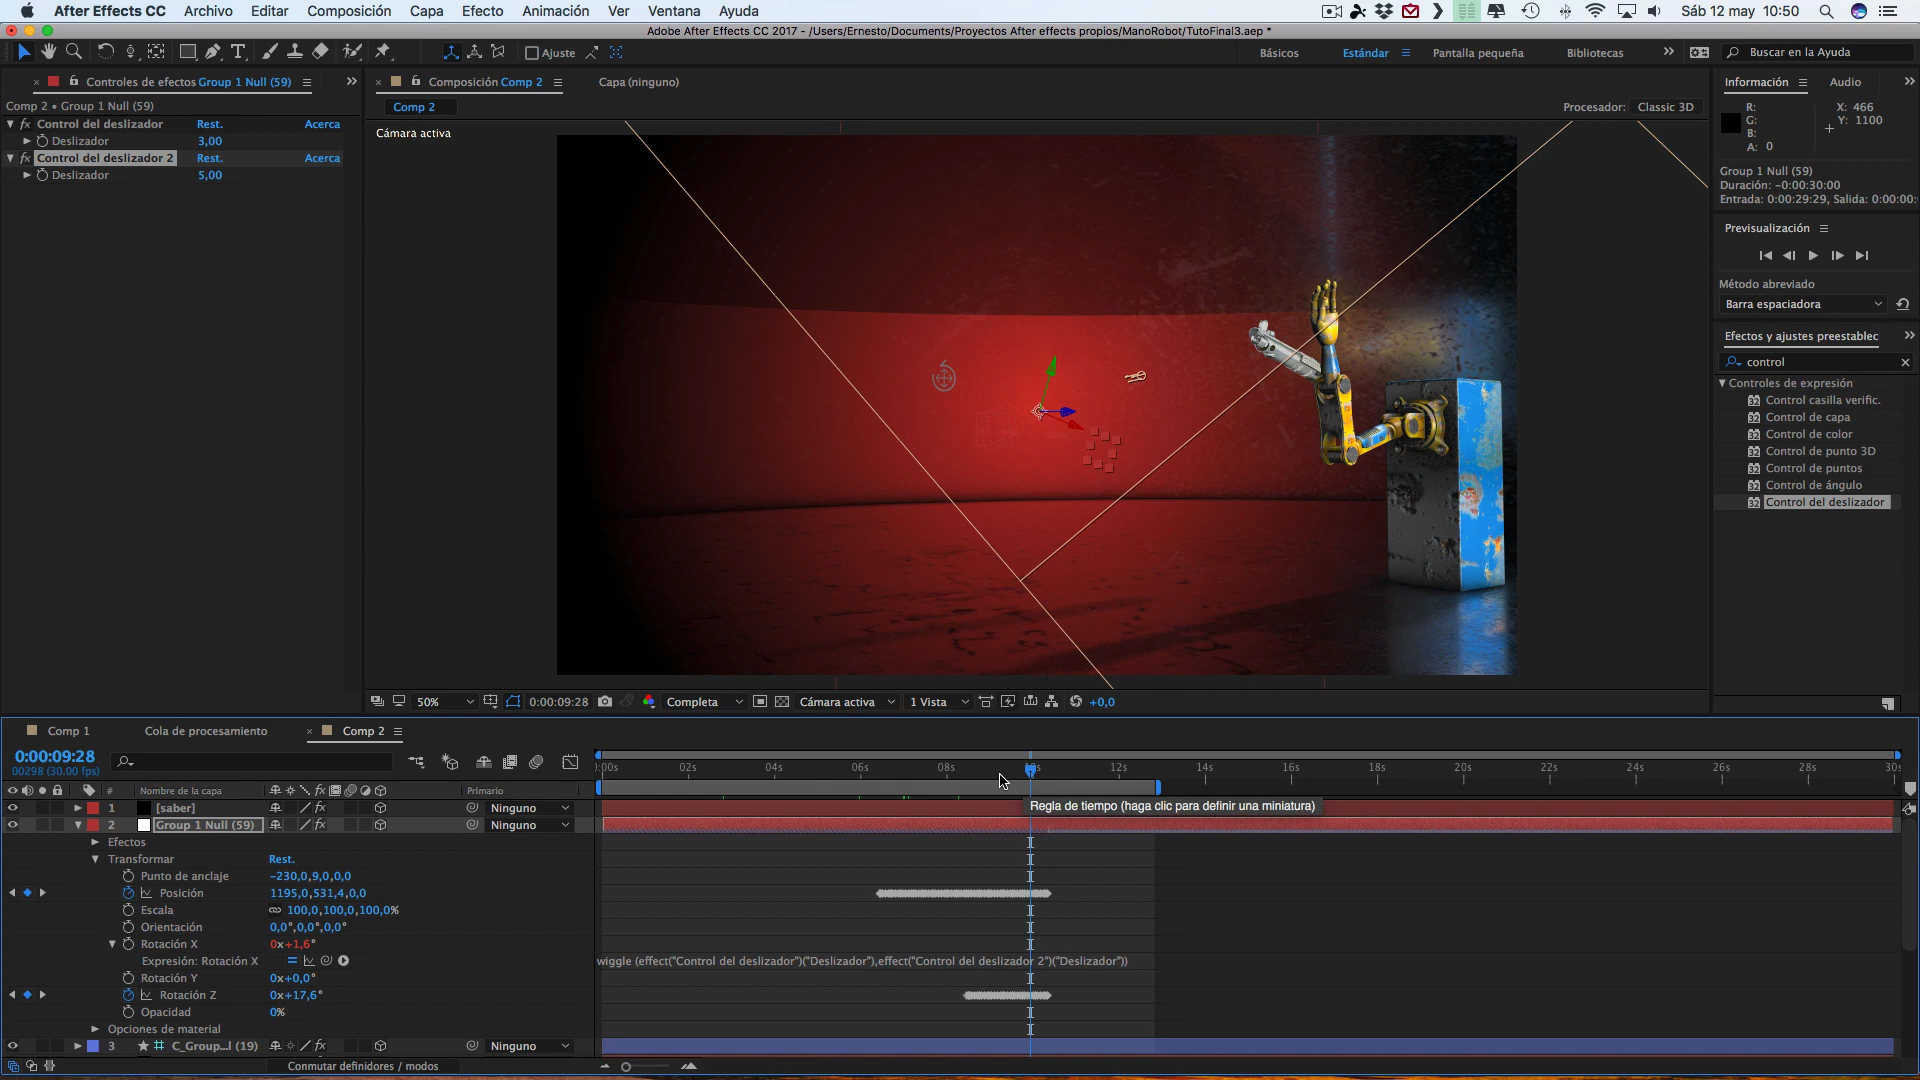 After Effects CC Archivo Editar Composición Capa Efecto Animación Ver Ventana Ayuda Sáb 12 may 10:50
Adobe After Effects CC 2017 - /Users/Ernesto/Documents/Proyectos After effects propios/ManoRobot/TutoFinal3.aep *
Ajuste Básicos Estándar Pantalla pequeña Bibliotecas Buscar en la Ayuda
Controles de efectos Group 1 Null (59)
Comp 2 • Group 1 Null (59)
fx Control del deslizador Rest. Acerca
Deslizador 3,00
fx Control del deslizador 2 Rest. Acerca
Deslizador 5,00
Composición Comp 2 Capa (ninguno)
Comp 2 Procesador: Classic 3D
Cámara activa
50% 0:00:09:28 Completa Cámara activa 1 Vista +0,0
Información Audio
R: X: 466
G: Y: 1100
B:
A: 0
Group 1 Null (59)
Duración: -0:00:30:00
Entrada: 0:00:29:29, Salida: 0:00:00:
Previsualización
Método abreviado
Barra espaciadora
Efectos y ajustes preestablec
control
Controles de expresión
Control casilla verific.
Control de capa
Control de color
Control de punto 3D
Control de puntos
Control de ángulo
Control del deslizador
Comp 1 Cola de procesamiento Comp 2
0:00:09:28
00298 (30.00 fps)
):00s 02s 04s 06s 08s 12s 14s 16s 18s 20s 22s 24s 26s 28s 30s
# Nombre de la capa Primario
1 [saber] fx Ninguno
Regla de tiempo (haga clic para definir una miniatura)
2 Group 1 Null (59) fx Ninguno
Efectos
Transformar Rest.
Punto de anclaje -230,0,9,0,0,0
Posición 1195,0,531,4,0,0
Escala 100,0,100,0,100,0%
Orientación 0,0°,0,0°,0,0°
Rotación X 0x+1,6°
Expresión: Rotación X wiggle (effect("Control del deslizador")("Deslizador"),effect("Control del deslizador 2")("Deslizador"))
Rotación Y 0x+0,0°
Rotación Z 0x+17,6°
Opacidad 0%
Opciones de material
3 C_Group...l (19) fx Ninguno
Conmutar definidores / modos